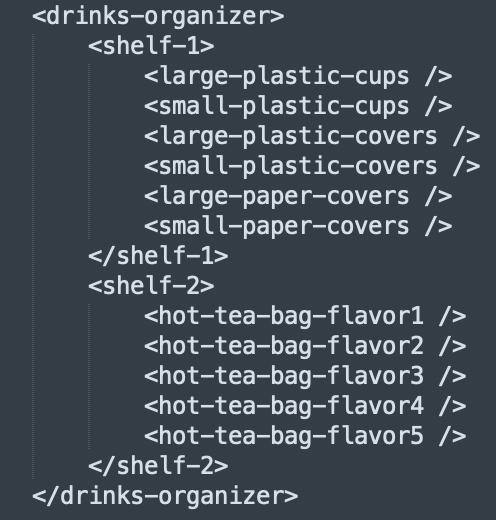 <drinks-organizer>
<shelf-1>
<large-plastic-cups />
<small-plastic-cups />
<large-plastic-covers />
<small-plastic-covers />
<large-paper-covers />
<small-paper-covers />
</shelf-1>
<shelf-2>
<hot-tea-bag-flavor1 />
<hot-tea-bag-flavor2 />
<hot-tea-bag-flavor3 />
<hot-tea-bag-flavor4 />
<hot-tea-bag-flavor5 />
</shelf-2>
</drinks-organizer>